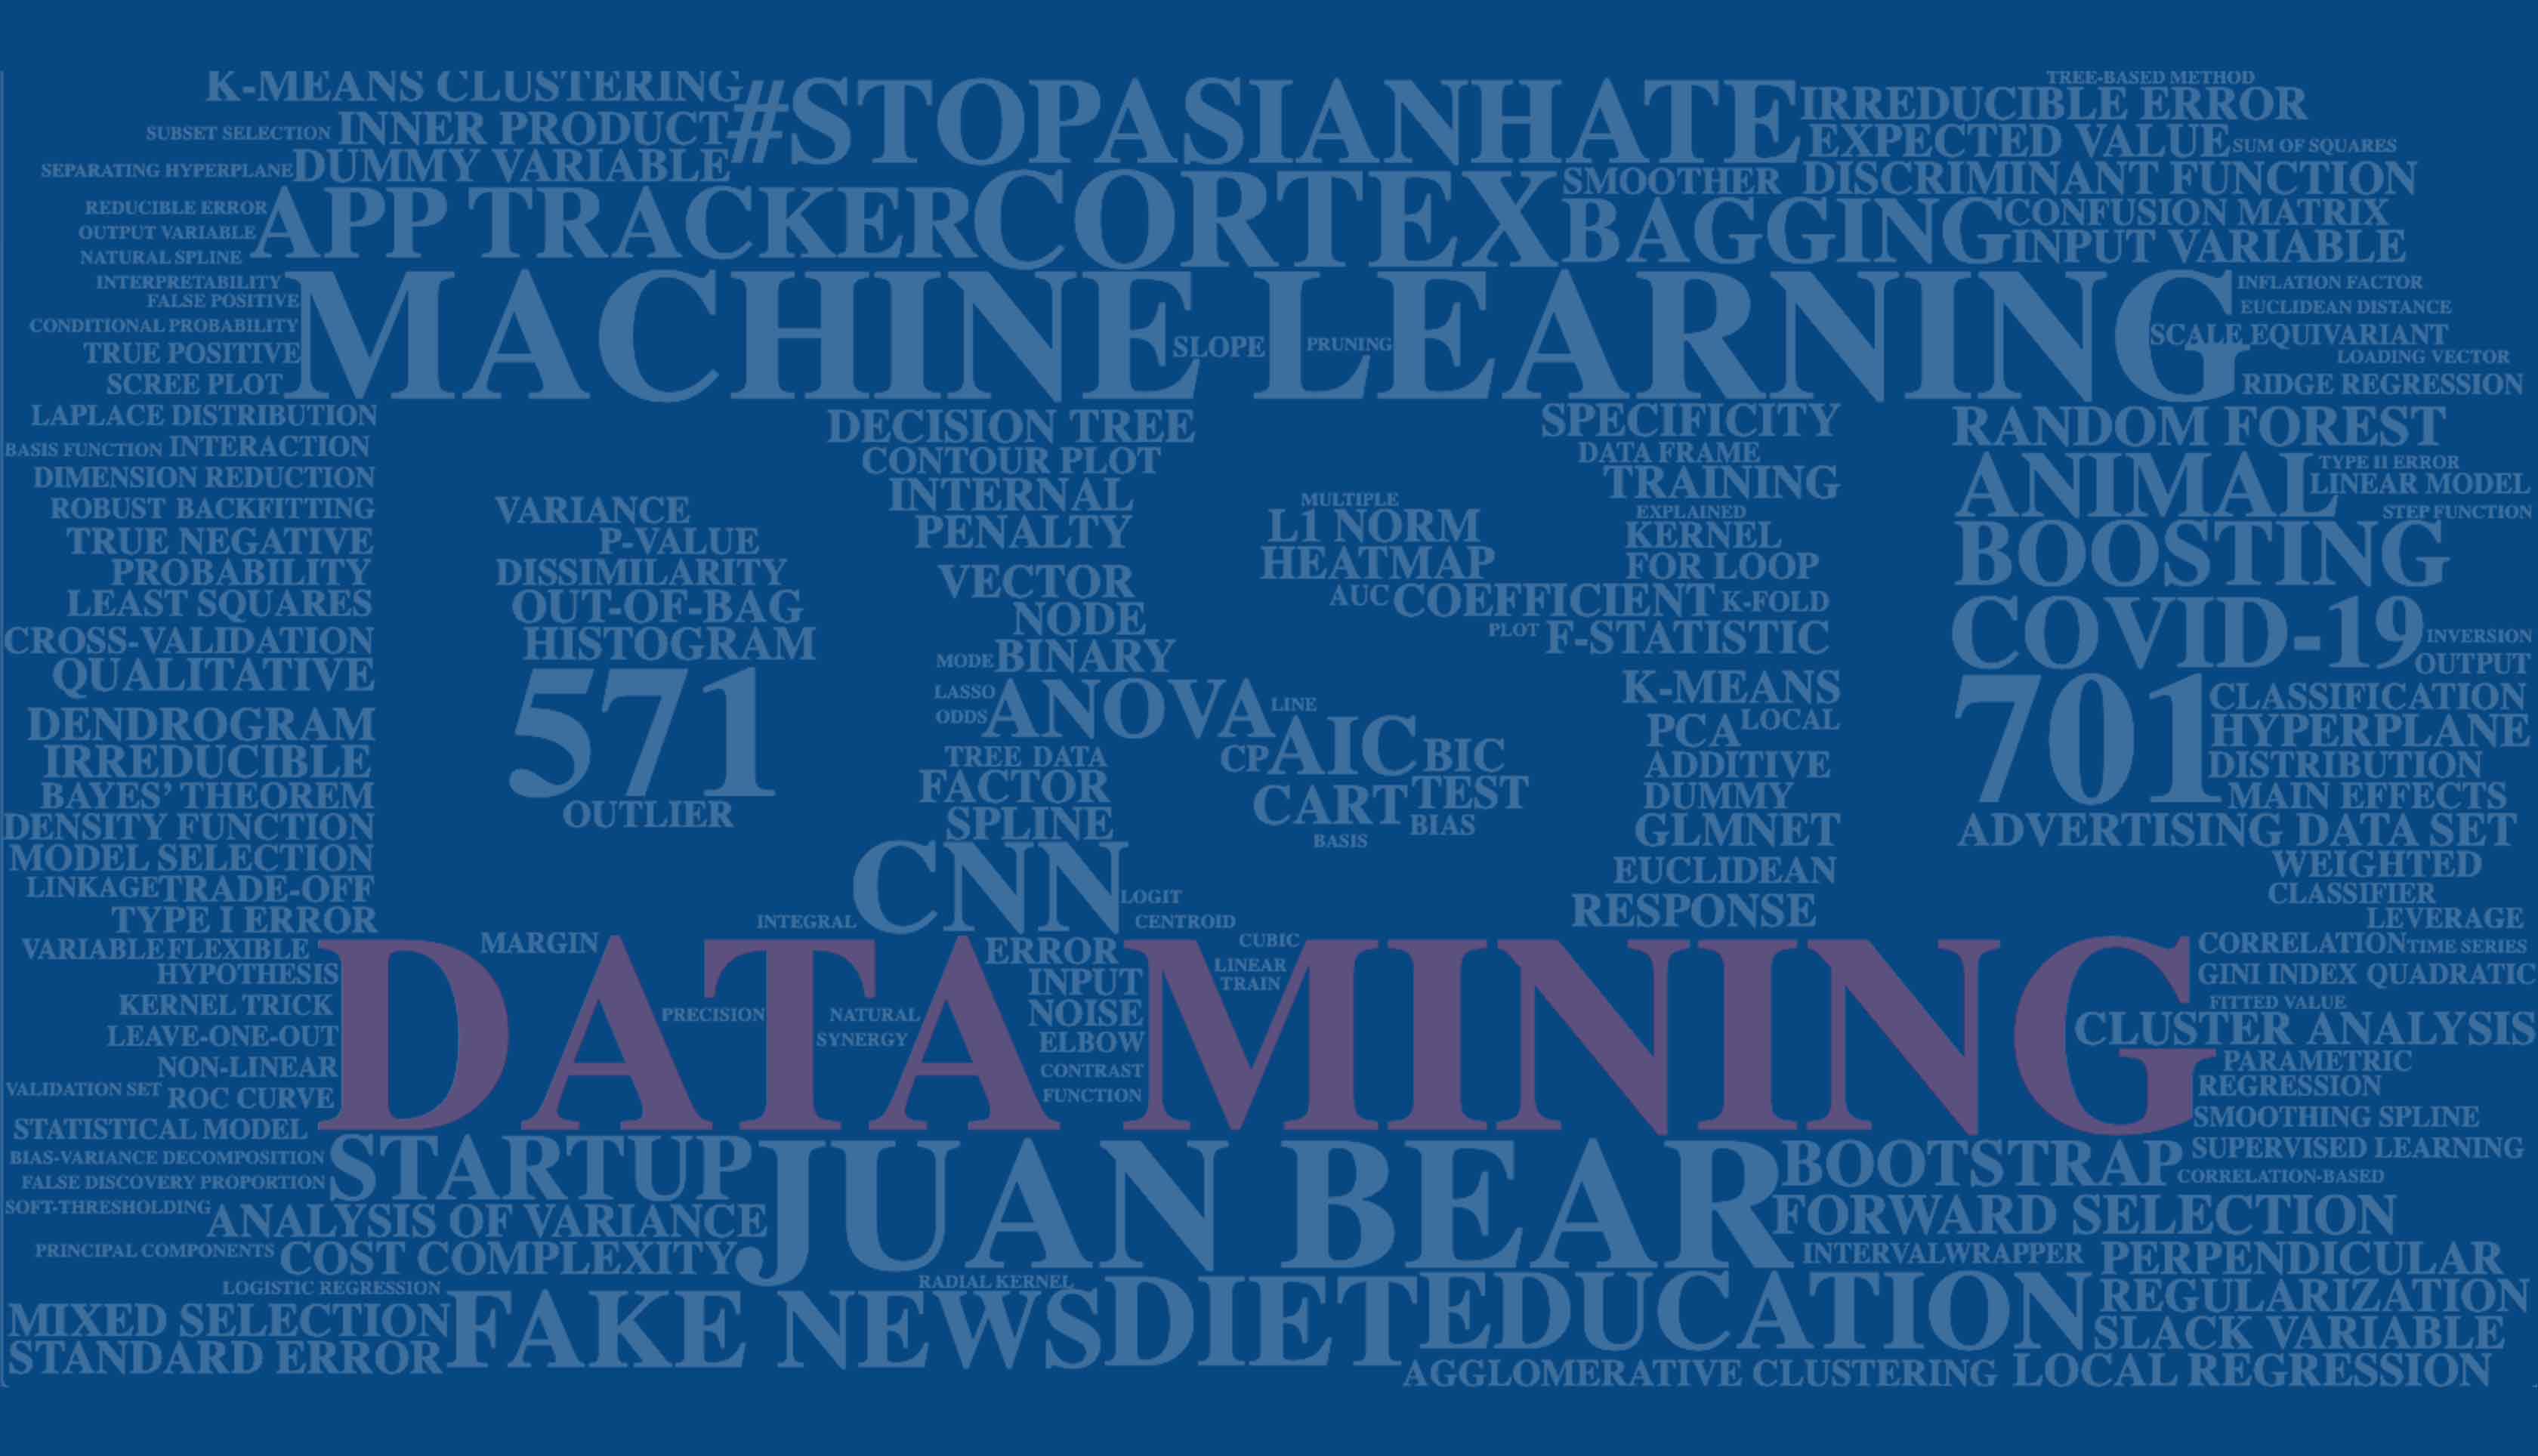 K-MEANS CLUSTERING
#STOPASIANHATE
TREE-BASED METHOD
IRREDUCIBLE ERROR
SUBSET SELECTION INNER PRODUCT
EXPECTED VALUE SUM OF SQUARES
SEPARATING HYPERPLANE DUMMY VARIABLE
SMOOTHER DISCRIMINANT FUNCTION
REDUCIBLE ERROR
APP TRACKER CORTEX BAGGING CONFUSION MATRIX
OUTPUT VARIABLE
INPUT VARIABLE
NATURAL SPLINE
INTERPRETABILITY
INFLATION FACTOR
FALSE POSITIVE
EUCLIDEAN DISTANCE
CONDITIONAL PROBABILITY
MACHINE LEARNING
SCALE EQUIVARIANT
TRUE POSITIVE
SLOPE PRUNING
LOADING VECTOR
SCREE PLOT
RIDGE REGRESSION
LAPLACE DISTRIBUTION
DECISION TREE
SPECIFICITY
RANDOM FOREST
BASIS FUNCTION INTERACTION
CONTOUR PLOT
DATA FRAME
TYPE II ERROR
DIMENSION REDUCTION
INTERNAL
TRAINING
ANIMAL
LINEAR MODEL
ROBUST BACKFITTING
VARIANCE
MULTIPLE
EXPLAINED
STEP FUNCTION
TRUE NEGATIVE
P-VALUE
PENALTY
L1 NORM
KERNEL
BOOSTING
PROBABILITY
DISSIMILARITY
VECTOR
HEATMAP
FOR LOOP
LEAST SQUARES
OUT-OF-BAG
NODE
AUC COEFFICIENT K-FOLD
CROSS-VALIDATION
HISTOGRAM
PLOT F-STATISTIC
COVID-19
INVERSION
QUALITATIVE
MODE BINARY
OUTPUT
571
LASSO
ANOVA
LINE
K-MEANS
701
CLASSIFICATION
DENDROGRAM
ODDS
PCA LOCAL
HYPERPLANE
IRREDUCIBLE
TREE DATA
CP AIC BIC
ADDITIVE
DISTRIBUTION
BAYES' THEOREM
FACTOR
CART TEST
DUMMY
MAIN EFFECTS
DENSITY FUNCTION
OUTLIER
SPLINE
BIAS
GLMNET
ADVERTISING DATA SET
MODEL SELECTION
BASIS
EUCLIDEAN
WEIGHTED
LINKAGE TRADE-OFF
CNN
LOGIT
CLASSIFIER
TYPE I ERROR
INTEGRAL
CENTROID
RESPONSE
LEVERAGE
VARIABLE FLEXIBLE
MARGIN
ERROR
CUBIC
CORRELATION TIME SERIES
HYPOTHESIS
INPUT
LINEAR
GINI INDEX QUADRATIC
TRAIN
KERNEL TRICK
DATA MINING
PRECISION
NATURAL
NOISE
FITTED VALUE
LEAVE-ONE-OUT
SYNERGY
ELBOW
CLUSTER ANALYSIS
NON-LINEAR
CONTRAST
PARAMETRIC
VALIDATION SET ROC CURVE
FUNCTION
REGRESSION
STATISTICAL MODEL
SMOOTHING SPLINE
BIAS-VARIANCE DECOMPOSITION
STARTUP JUAN BEAR BOOTSTRAP
SUPERVISED LEARNING
FALSE DISCOVERY PROPORTION
CORRELATION-BASED
SOFT-THRESHOLDING
ANALYSIS OF VARIANCE
FORWARD SELECTION
PRINCIPAL COMPONENTS COST COMPLEXITY
INTERVAL WRAPPER PERPENDICULAR
LOGISTIC REGRESSION
RADIAL KERNEL
REGULARIZATION
MIXED SELECTION
FAKE NEWS DIET EDUCATION
SLACK VARIABLE
STANDARD ERROR
AGGLOMERATIVE CLUSTERING LOCAL REGRESSION